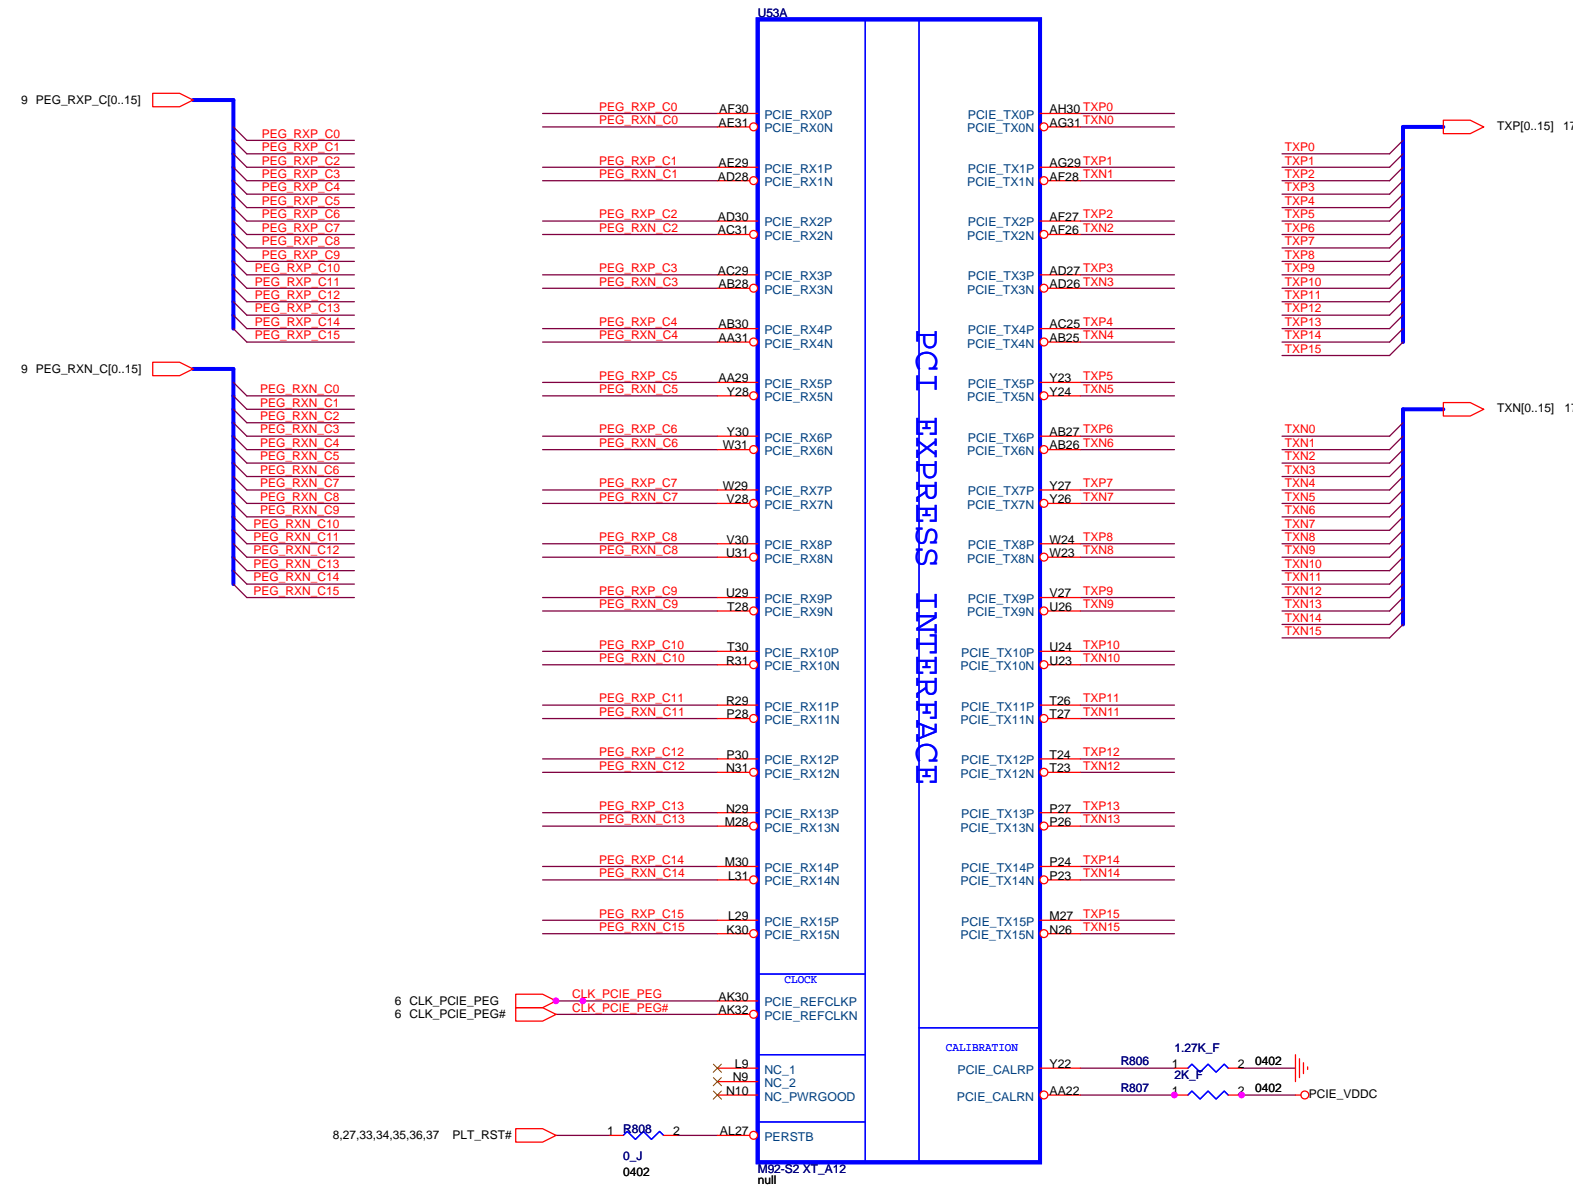 U53A
9 PEG_RXP_C[0..15]
PEG_RXP_C0
PEG_RXP_C1
PEG_RXP_C2
PEG_RXP_C3
PEG_RXP_C4
PEG_RXP_C5
PEG_RXP_C6
PEG_RXP_C7
PEG_RXP_C8
PEG_RXP_C9
PEG_RXP_C10
PEG_RXP_C11
PEG_RXP_C12
PEG_RXP_C13
PEG_RXP_C14
PEG_RXP_C15
9 PEG_RXN_C[0..15]
PEG_RXN_C0
PEG_RXN_C1
PEG_RXN_C2
PEG_RXN_C3
PEG_RXN_C4
PEG_RXN_C5
PEG_RXN_C6
PEG_RXN_C7
PEG_RXN_C8
PEG_RXN_C9
PEG_RXN_C10
PEG_RXN_C11
PEG_RXN_C12
PEG_RXN_C13
PEG_RXN_C14
PEG_RXN_C15
PEG_RXP_C0 AF30 PCIE_RX0P PCIE_TX0P AH30 TXP0
PEG_RXN_C0 AE31 PCIE_RX0N PCIE_TX0N AG31 TXN0
PEG_RXP_C1 AE29 PCIE_RX1P PCIE_TX1P AG29 TXP1
PEG_RXN_C1 AD28 PCIE_RX1N PCIE_TX1N AF28 TXN1
PEG_RXP_C2 AD30 PCIE_RX2P PCIE_TX2P AF27 TXP2
PEG_RXN_C2 AC31 PCIE_RX2N PCIE_TX2N AF26 TXN2
PEG_RXP_C3 AC29 PCIE_RX3P PCIE_TX3P AD27 TXP3
PEG_RXN_C3 AB28 PCIE_RX3N PCIE_TX3N AD26 TXN3
PEG_RXP_C4 AB30 PCIE_RX4P PCIE_TX4P AC25 TXP4
PEG_RXN_C4 AA31 PCIE_RX4N PCIE_TX4N AB25 TXN4
PEG_RXP_C5 AA29 PCIE_RX5P PCIE_TX5P Y23 TXP5
PEG_RXN_C5 Y28 PCIE_RX5N PCIE_TX5N Y24 TXN5
PEG_RXP_C6 Y30 PCIE_RX6P PCIE_TX6P AB27 TXP6
PEG_RXN_C6 W31 PCIE_RX6N PCIE_TX6N AB26 TXN6
PEG_RXP_C7 W29 PCIE_RX7P PCIE_TX7P Y27 TXP7
PEG_RXN_C7 V28 PCIE_RX7N PCIE_TX7N Y26 TXN7
PEG_RXP_C8 V30 PCIE_RX8P PCIE_TX8P W24 TXP8
PEG_RXN_C8 U31 PCIE_RX8N PCIE_TX8N W23 TXN8
PEG_RXP_C9 U29 PCIE_RX9P PCIE_TX9P V27 TXP9
PEG_RXN_C9 T28 PCIE_RX9N PCIE_TX9N U26 TXN9
PEG_RXP_C10 T30 PCIE_RX10P PCIE_TX10P U24 TXP10
PEG_RXN_C10 R31 PCIE_RX10N PCIE_TX10N U23 TXN10
PEG_RXP_C11 R29 PCIE_RX11P PCIE_TX11P T26 TXP11
PEG_RXN_C11 P28 PCIE_RX11N PCIE_TX11N T27 TXN11
PEG_RXP_C12 P30 PCIE_RX12P PCIE_TX12P T24 TXP12
PEG_RXN_C12 N31 PCIE_RX12N PCIE_TX12N T23 TXN12
PEG_RXP_C13 N29 PCIE_RX13P PCIE_TX13P P27 TXP13
PEG_RXN_C13 M28 PCIE_RX13N PCIE_TX13N P26 TXN13
PEG_RXP_C14 M30 PCIE_RX14P PCIE_TX14P P24 TXP14
PEG_RXN_C14 L31 PCIE_RX14N PCIE_TX14N P23 TXN14
PEG_RXP_C15 L29 PCIE_RX15P PCIE_TX15P M27 TXP15
PEG_RXN_C15 K30 PCIE_RX15N PCIE_TX15N N26 TXN15
PCI EXPRESS INTERFACE
CLOCK
6 CLK_PCIE_PEG CLK_PCIE_PEG AK30 PCIE_REFCLKP
6 CLK_PCIE_PEG# CLK_PCIE_PEG# AK32 PCIE_REFCLKN
L9 NC_1
N9 NC_2
N10 NC_PWRGOOD
8,27,33,34,35,36,37 PLT_RST# 1 R808 2 AL27 PERSTB
0_J
0402
CALIBRATION
1.27K_F
PCIE_CALRP Y22 R806 1 2 0402
2K_F
PCIE_CALRN AA22 R807 1 2 0402 PCIE_VDDC
M92-S2 XT_A12
null
TXP[0..15] 17
TXP0
TXP1
TXP2
TXP3
TXP4
TXP5
TXP6
TXP7
TXP8
TXP9
TXP10
TXP11
TXP12
TXP13
TXP14
TXP15
TXN[0..15] 17
TXN0
TXN1
TXN2
TXN3
TXN4
TXN5
TXN6
TXN7
TXN8
TXN9
TXN10
TXN11
TXN12
TXN13
TXN14
TXN15